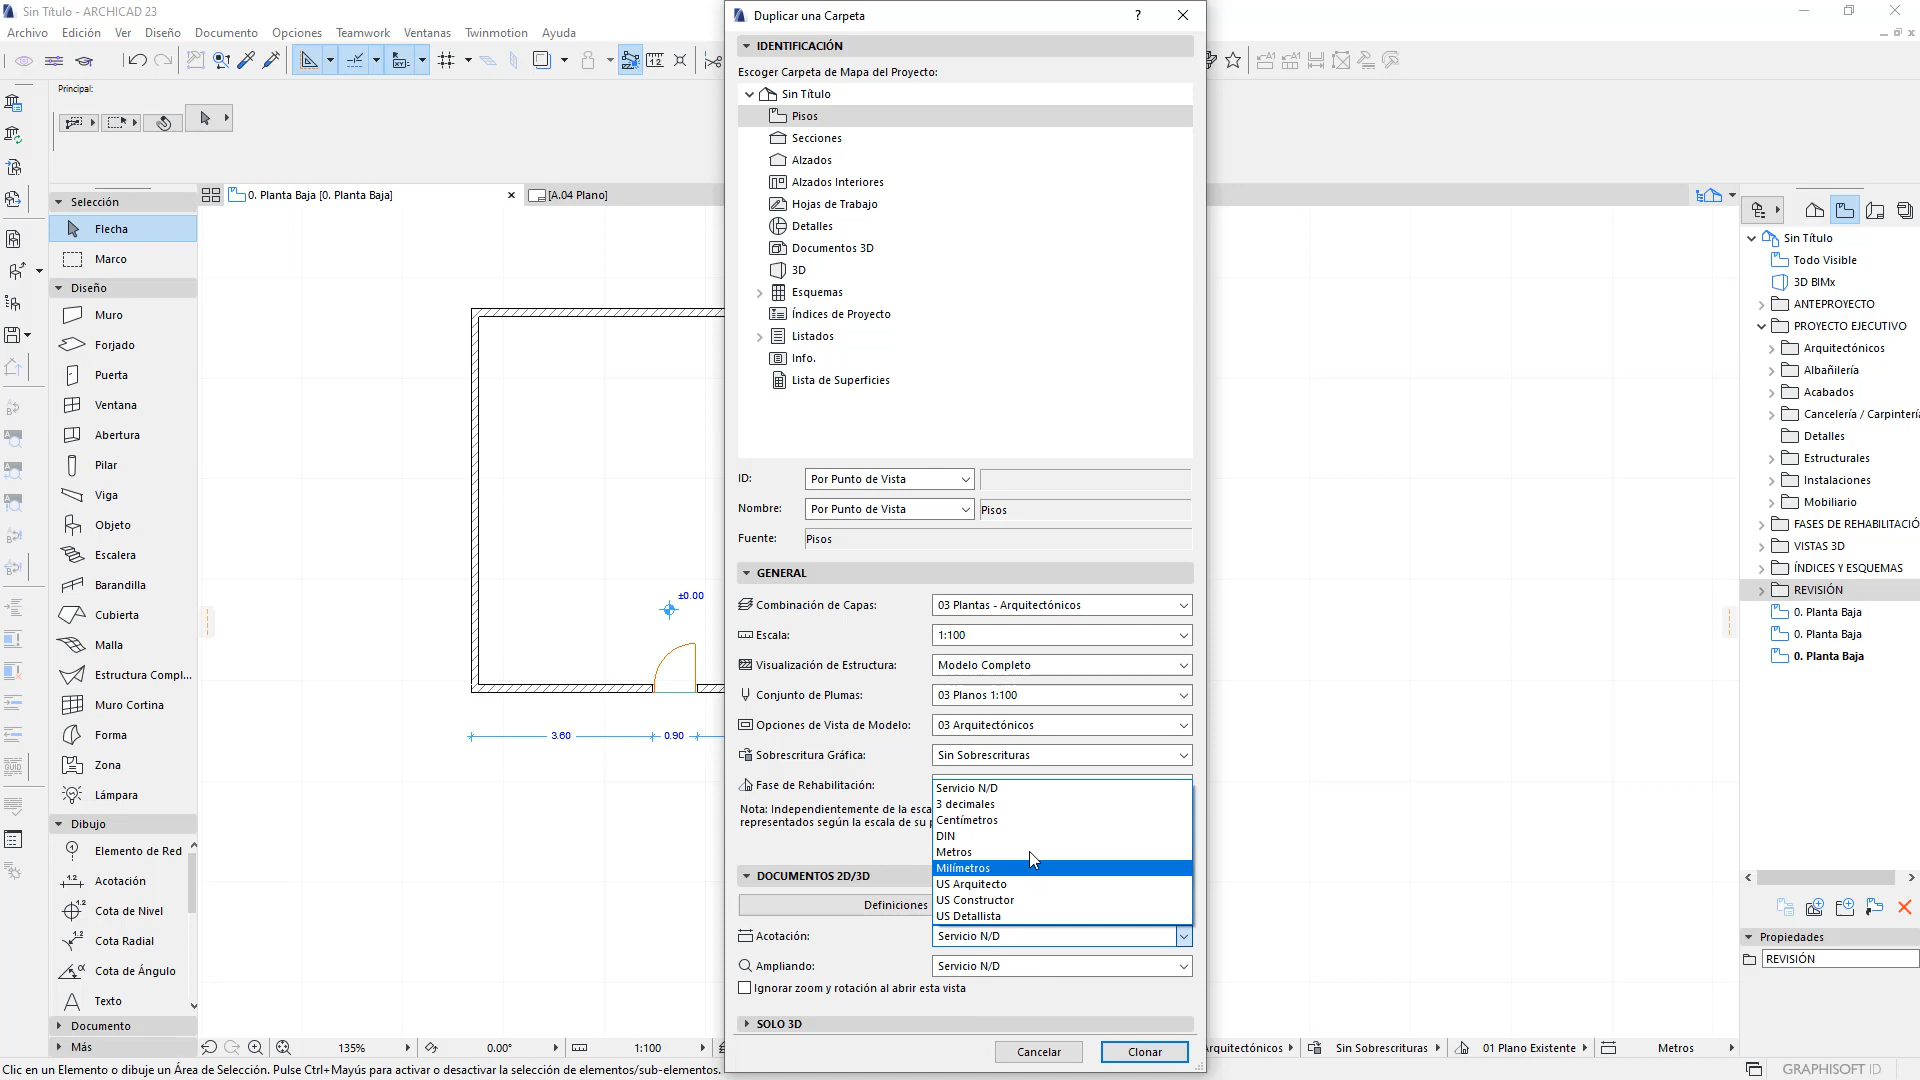 Sin Título - ARCHICAD 23
Archivo Edición Ver Diseño Documento Opciones Teamwork Ventanas Twinmotion Ayuda
Principal:
Selección
Flecha
Marco
Diseño
Muro
Forjado
Puerta
Ventana
Abertura
Pilar
Viga
Objeto
Escalera
Barandilla
Cubierta
Malla
Estructura Compl...
Muro Cortina
Forma
Zona
Lámpara
Dibujo
Elemento de Red
Acotación
Cota de Nivel
Cota Radial
Cota de Ángulo
Texto
Documento
Más
0. Planta Baja [0. Planta Baja]
[A.04 Plano]
±0.00
3.60
0.90
Duplicar una Carpeta
IDENTIFICACIÓN
Escoger Carpeta de Mapa del Proyecto:
Sin Título
Pisos
Secciones
Alzados
Alzados Interiores
Hojas de Trabajo
Detalles
Documentos 3D
3D
Esquemas
Índices de Proyecto
Listados
Info.
Lista de Superficies
ID: Por Punto de Vista
Nombre: Por Punto de Vista Pisos
Fuente: Pisos
GENERAL
Combinación de Capas: 03 Plantas - Arquitectónicos
Escala: 1:100
Visualización de Estructura: Modelo Completo
Conjunto de Plumas: 03 Planos 1:100
Opciones de Vista de Modelo: 03 Arquitectónicos
Sobrescritura Gráfica: Sin Sobrescrituras
Fase de Rehabilitación:
Nota: Independientemente de la esca
representados según la escala de su p
Servicio N/D
3 decimales
Centímetros
DIN
Metros
Milímetros
US Arquitecto
US Constructor
US Detallista
DOCUMENTOS 2D/3D
Definiciones
Acotación: Servicio N/D
Ampliando: Servicio N/D
Ignorar zoom y rotación al abrir esta vista
SOLO 3D
Cancelar Clonar
Sin Título
Todo Visible
3D BIMx
ANTEPROYECTO
PROYECTO EJECUTIVO
Arquitectónicos
Albañilería
Acabados
Cancelería / Carpintería
Detalles
Estructurales
Instalaciones
Mobiliario
FASES DE REHABILITACIÓ
VISTAS 3D
ÍNDICES Y ESQUEMAS
REVISIÓN
0. Planta Baja
0. Planta Baja
0. Planta Baja
Propiedades
REVISIÓN
135% 0.00° 1:100 rquitectónicos Sin Sobrescrituras 01 Plano Existente Metros
Clic en un Elemento o dibuje un Área de Selección. Pulse Ctrl+Mayús para activar o desactivar la selección de elementos/sub-elementos.
GRAPHISOFT ID